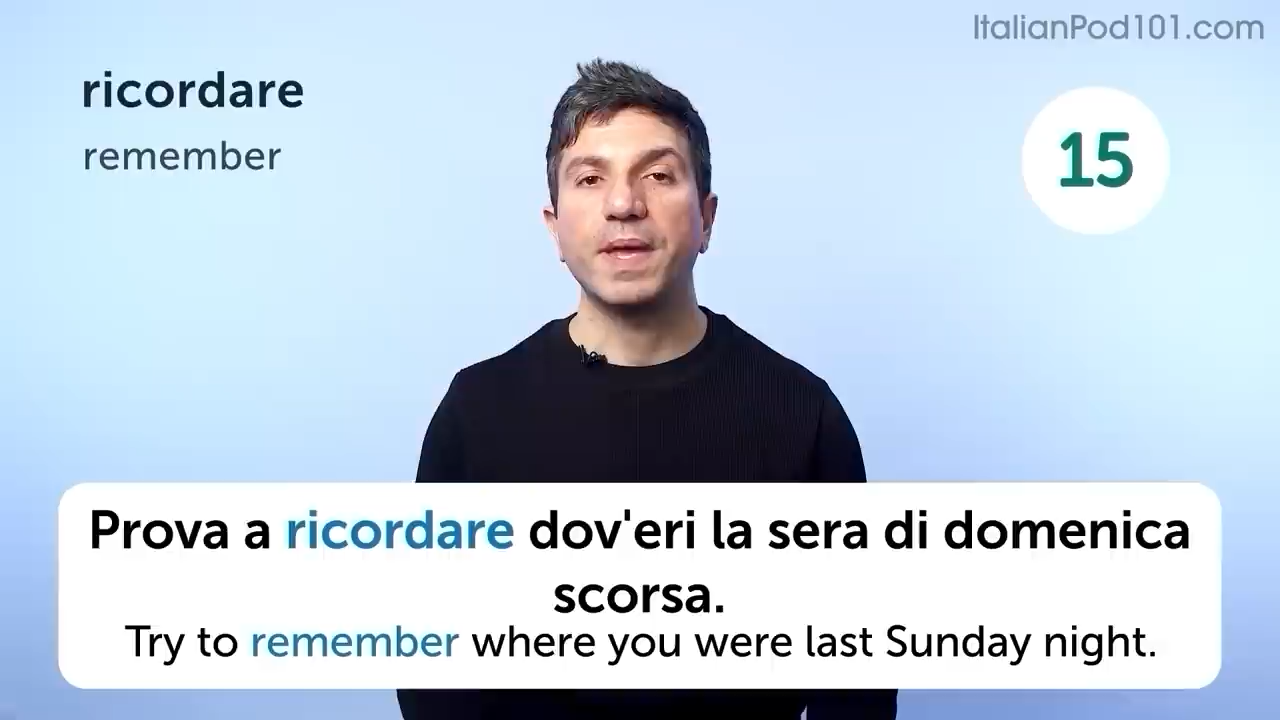 ItalianPod101.com
ricordare
remember
15
Prova a ricordare dov'eri la sera di domenica
scorsa.
Try to remember where you were last Sunday night.